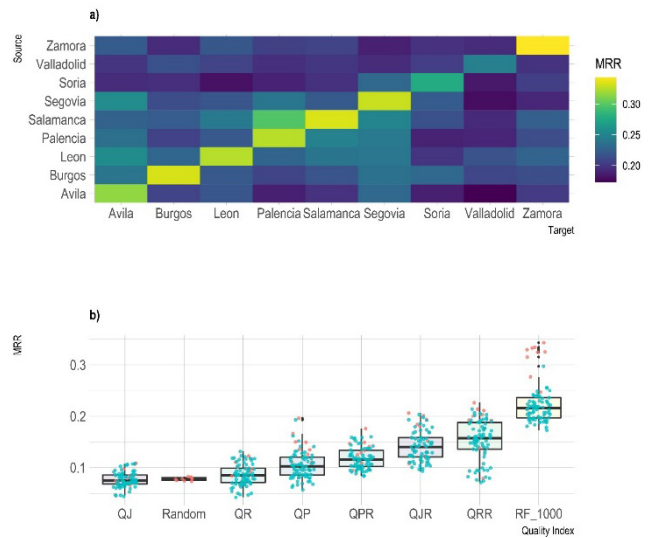 a)
Source
Zamora
Valladolid
Soria
Segovia
Salamanca
Palencia
Leon
Burgos
Avila
Avila Burgos Leon Palencia Salamanca Segovia Soria Valladolid Zamora
Target
MRR
0.30
0.25
0.20
b)
MRR
0.3
0.2
0.1
QJ Random QR QP QPR QJR QRR RF_1000
Quality Index